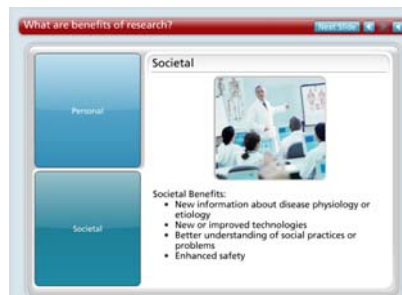 What are benefits of research?
Next Slide
Personal
Societal
Societal
Societal Benefits:
• New information about disease physiology or
etiology
• New or improved technologies
• Better understanding of social practices or
problems
• Enhanced safety